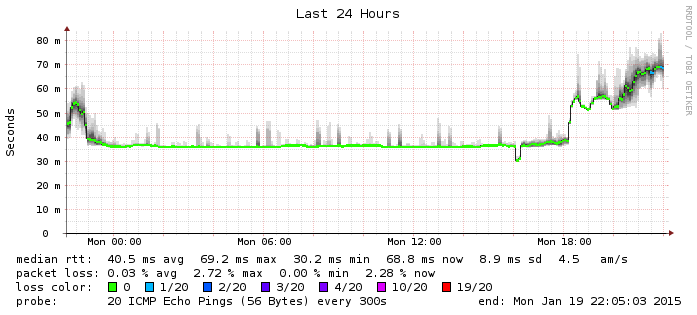 Last 24 Hours
RRDTOOL / TOBI OETIKER
Seconds
80 m
70 m
60 m
50 m
40 m
30 m
20 m
10 m
0
Mon 00:00 Mon 06:00 Mon 12:00 Mon 18:00
median rtt: 40.5 ms avg 69.2 ms max 30.2 ms min 68.8 ms now 8.9 ms sd 4.5 am/s
packet loss: 0.03 % avg 2.72 % max 0.00 % min 2.28 % now
loss color: 0 1/20 2/20 3/20 4/20 10/20 19/20
probe: 20 ICMP Echo Pings (56 Bytes) every 300s end: Mon Jan 19 22:05:03 2015